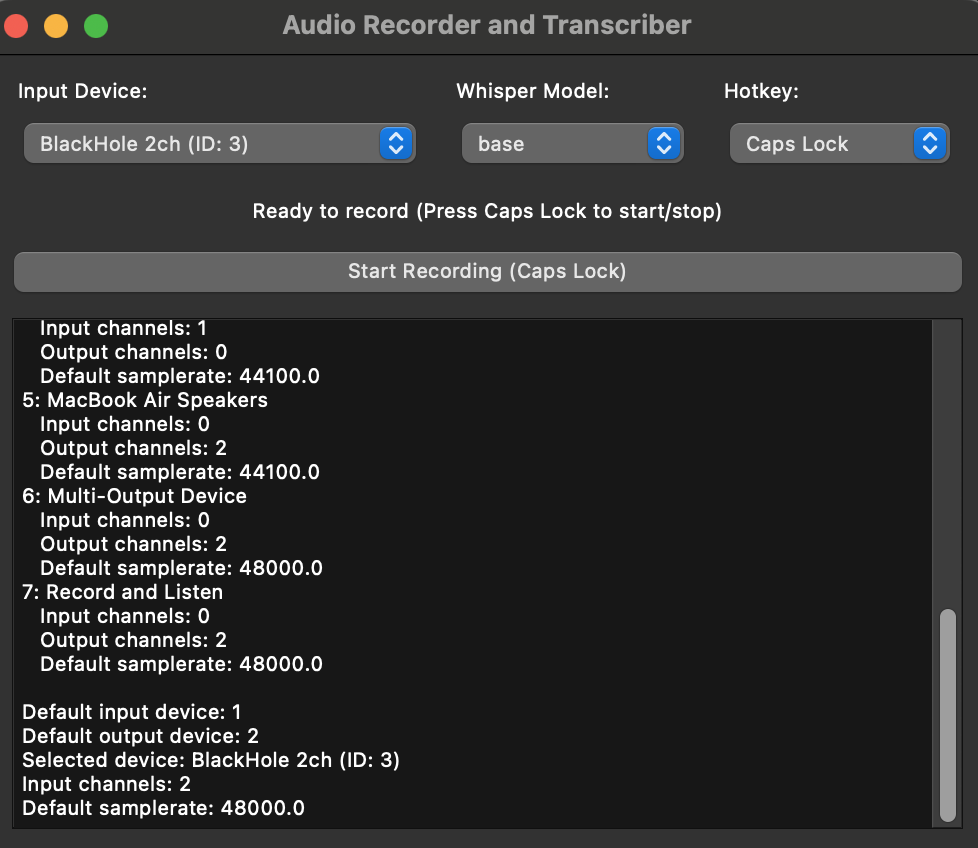 Audio Recorder and Transcriber
Input Device:
Whisper Model:
Hotkey:
BlackHole 2ch (ID: 3)
base
Caps Lock
Ready to record (Press Caps Lock to start/stop)
Start Recording (Caps Lock)
Input channels: 1
Output channels: 0
Default samplerate: 44100.0
5: MacBook Air Speakers
Input channels: 0
Output channels: 2
Default samplerate: 44100.0
6: Multi-Output Device
Input channels: 0
Output channels: 2
Default samplerate: 48000.0
7: Record and Listen
Input channels: 0
Output channels: 2
Default samplerate: 48000.0
Default input device: 1
Default output device: 2
Selected device: BlackHole 2ch (ID: 3)
Input channels: 2
Default samplerate: 48000.0